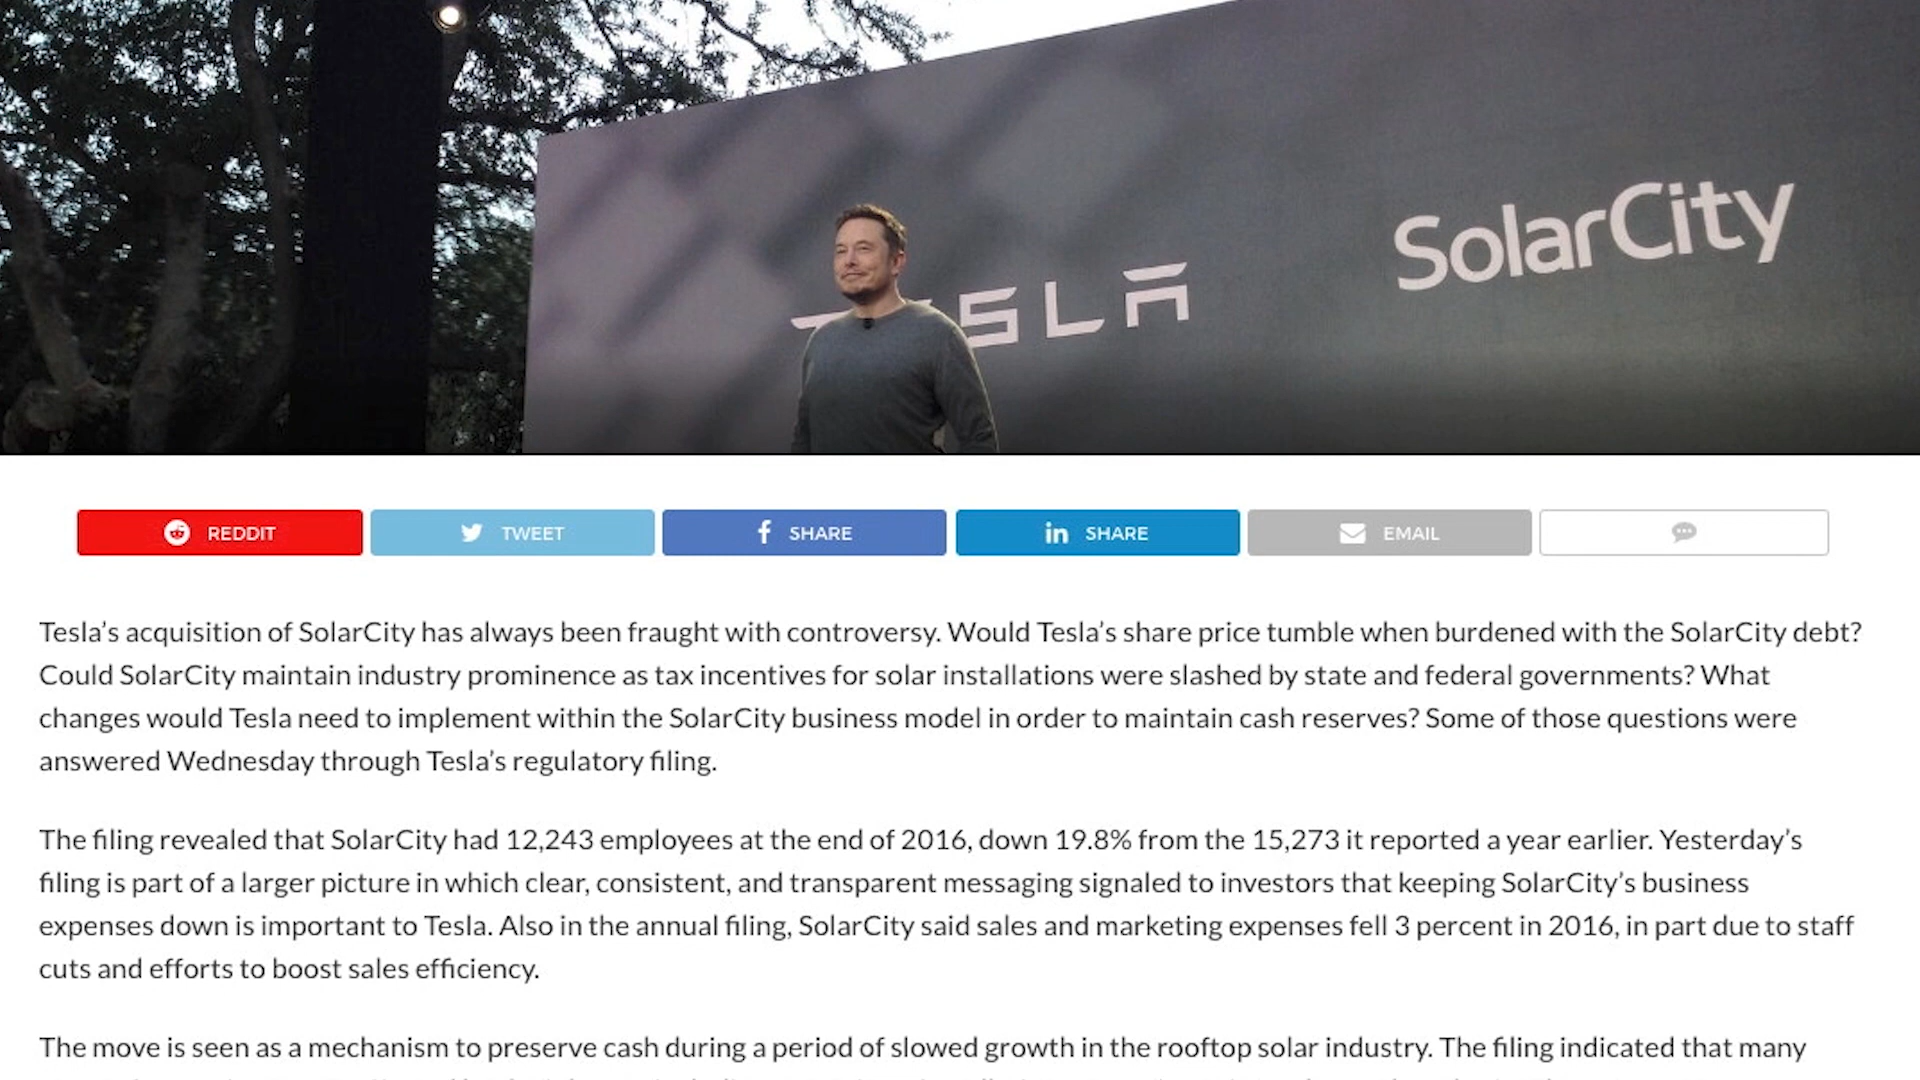 SolarCity
TESLA
REDDIT
TWEET
SHARE
SHARE
EMAIL
Tesla’s acquisition of SolarCity has always been fraught with controversy. Would Tesla’s share price tumble when burdened with the SolarCity debt?
Could SolarCity maintain industry prominence as tax incentives for solar installations were slashed by state and federal governments? What
changes would Tesla need to implement within the SolarCity business model in order to maintain cash reserves? Some of those questions were
answered Wednesday through Tesla’s regulatory filing.
The filing revealed that SolarCity had 12,243 employees at the end of 2016, down 19.8% from the 15,273 it reported a year earlier. Yesterday’s
filing is part of a larger picture in which clear, consistent, and transparent messaging signaled to investors that keeping SolarCity’s business
expenses down is important to Tesla. Also in the annual filing, SolarCity said sales and marketing expenses fell 3 percent in 2016, in part due to staff
cuts and efforts to boost sales efficiency.
The move is seen as a mechanism to preserve cash during a period of slowed growth in the rooftop solar industry. The filing indicated that many